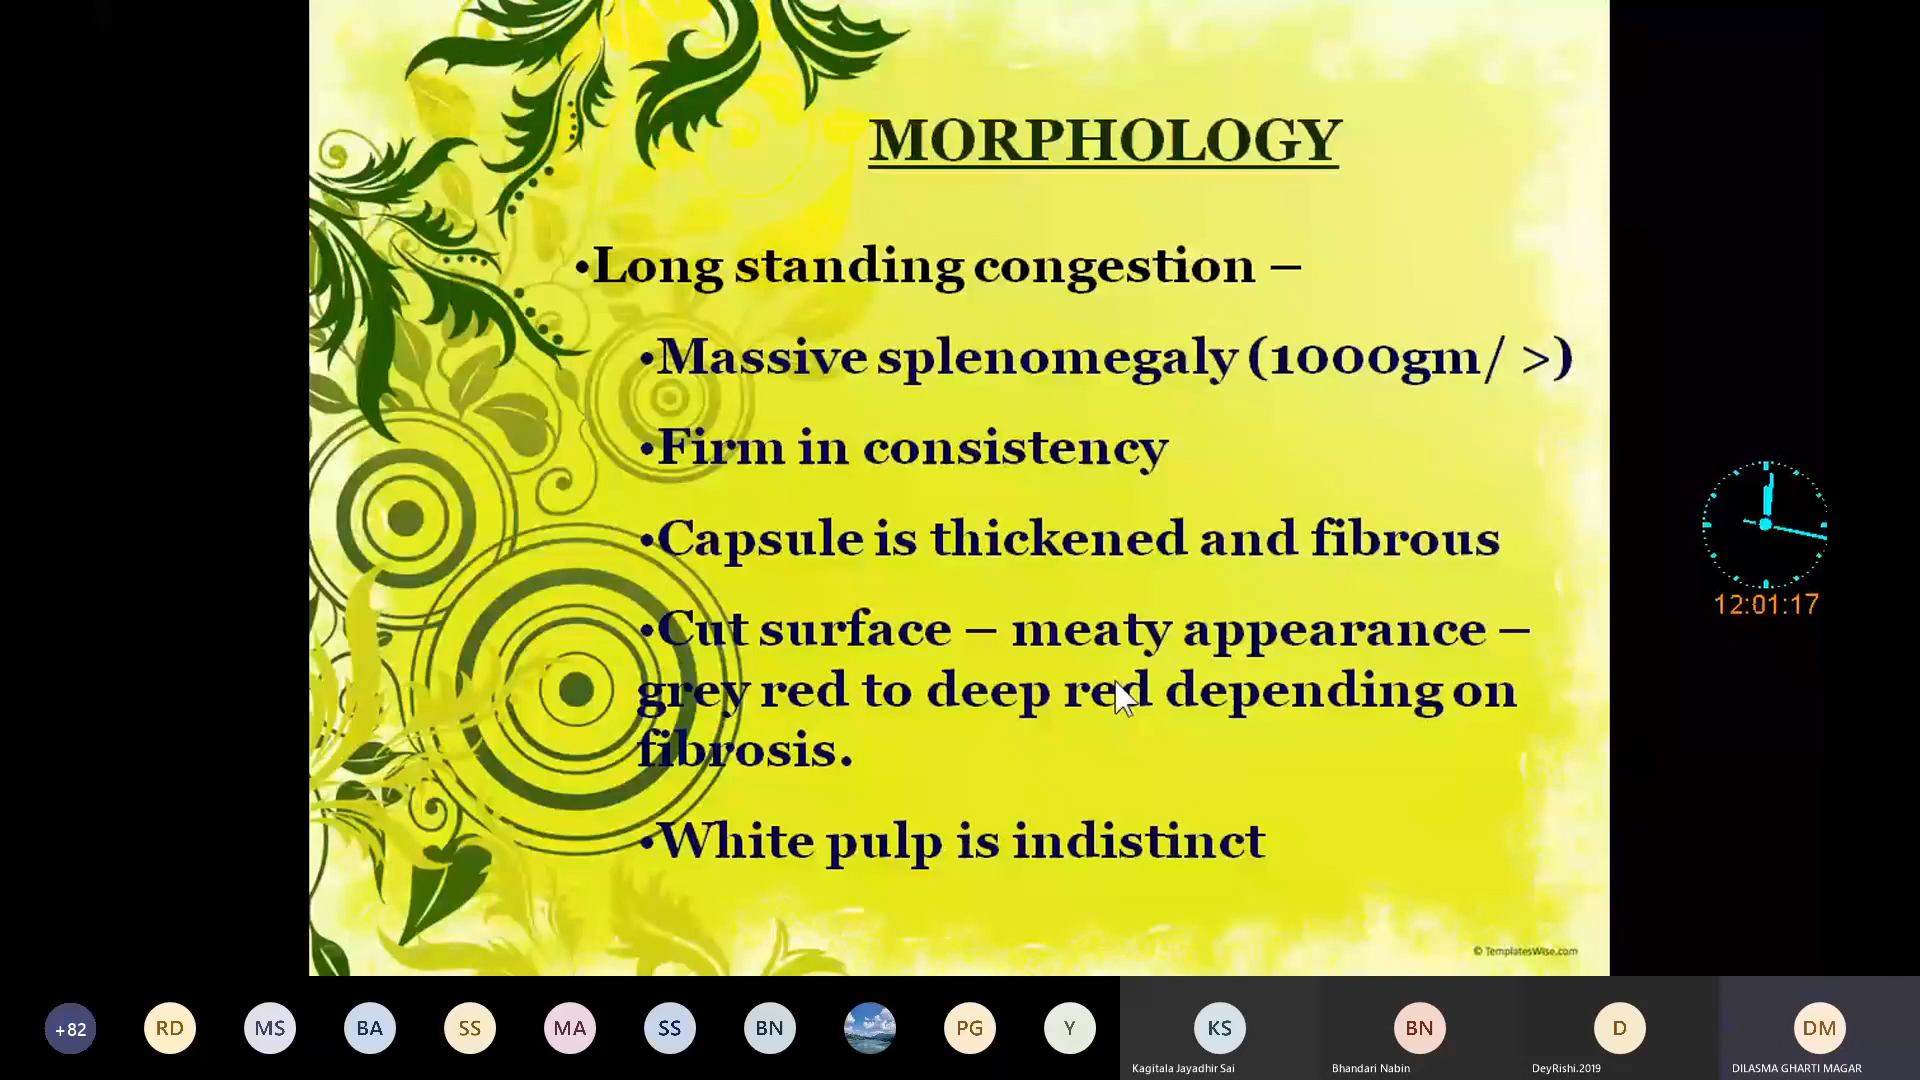 MORPHOLOGY
•Long standing congestion –
•Massive splenomegaly (1000gm/ >)
•Firm in consistency
•Capsule is thickened and fibrous
•Cut surface – meaty appearance –
grey red to deep red depending on
fibrosis.
•White pulp is indistinct
© TemplatesWise.com
12:01:17
+82
RD
MS
BA
SS
MA
SS
BN
PG
Y
KS
BN
D
DM
Kagitala Jayadhir Sai
Bhandari Nabin
DeyRishi.2019
DILASMA GHARTI MAGAR